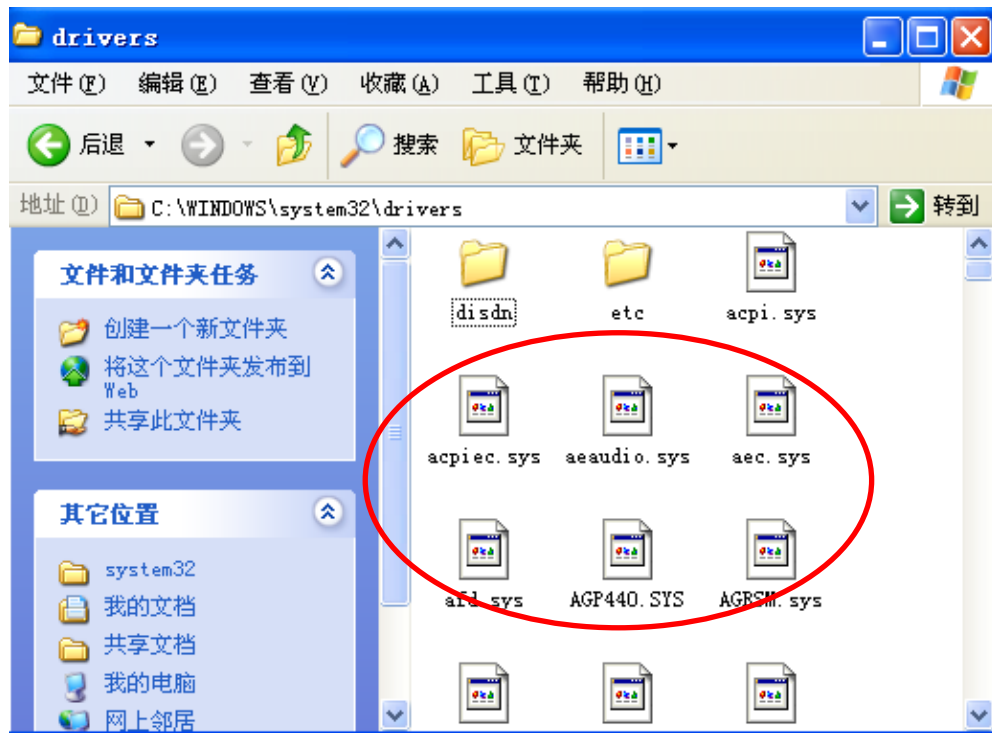 drivers
文件(F) 编辑(E) 查看(V) 收藏(A) 工具(T) 帮助(H)
后退 搜索 文件夹
地址(D) C:\WINDOWS\system32\drivers 转到
文件和文件夹任务
创建一个新文件夹
将这个文件夹发布到
Web
共享此文件夹
其它位置
system32
我的文档
共享文档
我的电脑
网上邻居
disdn etc acpi.sys
acpiec.sys aeaudio.sys aec.sys
afd.sys AGP440.SYS AGRSM.sys